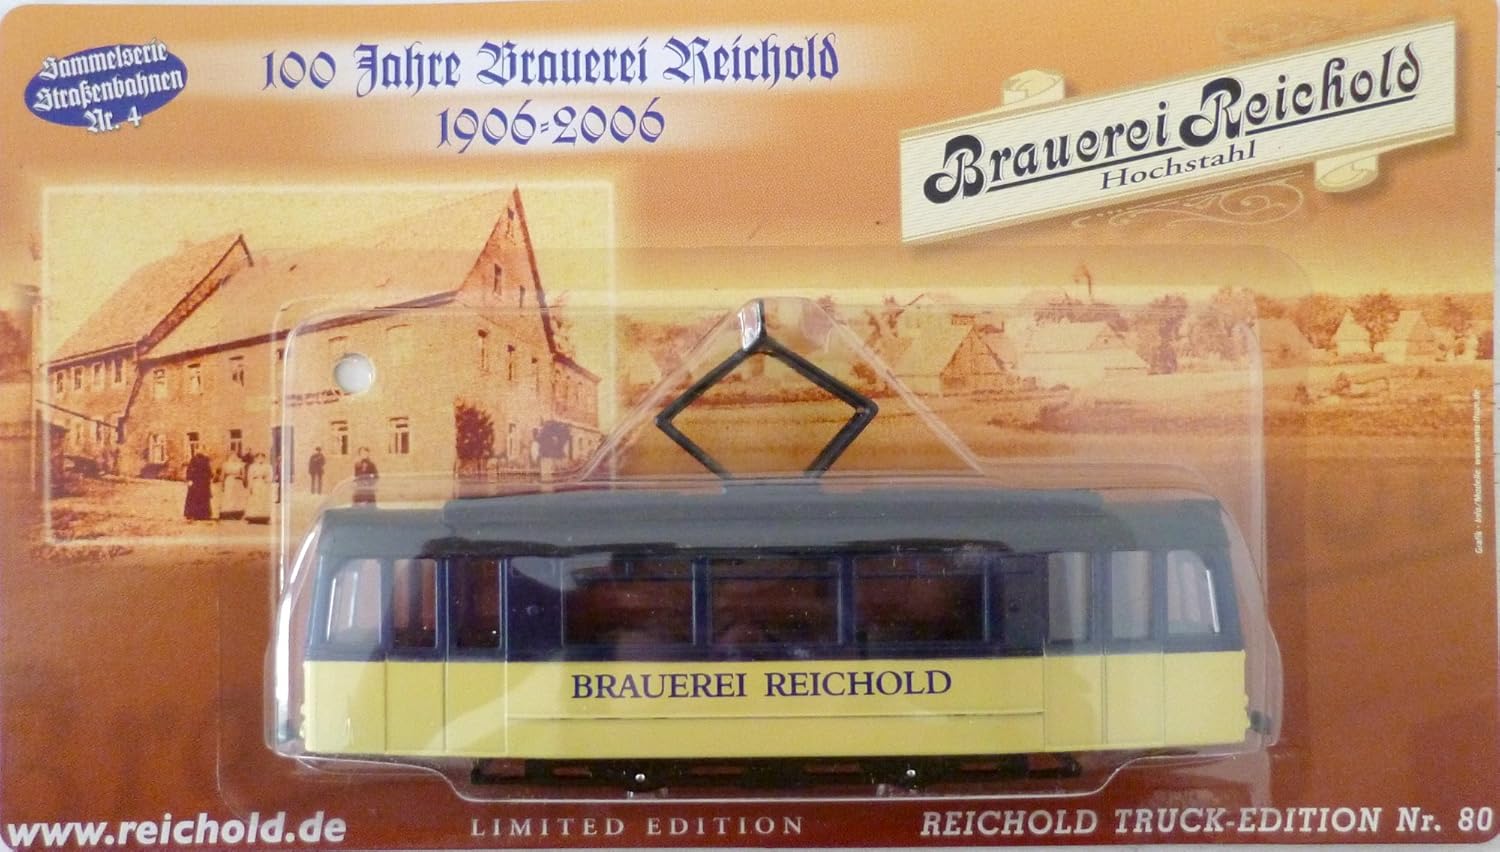 Sammelserie
Straßenbahnen
Nr. 4
100 Jahre Brauerei Reichold
1906-2006
Brauerei Reichold
Hochstahl
BRAUEREI REICHOLD
www.reichold.de
LIMITED EDITION
REICHOLD TRUCK-EDITION Nr. 80